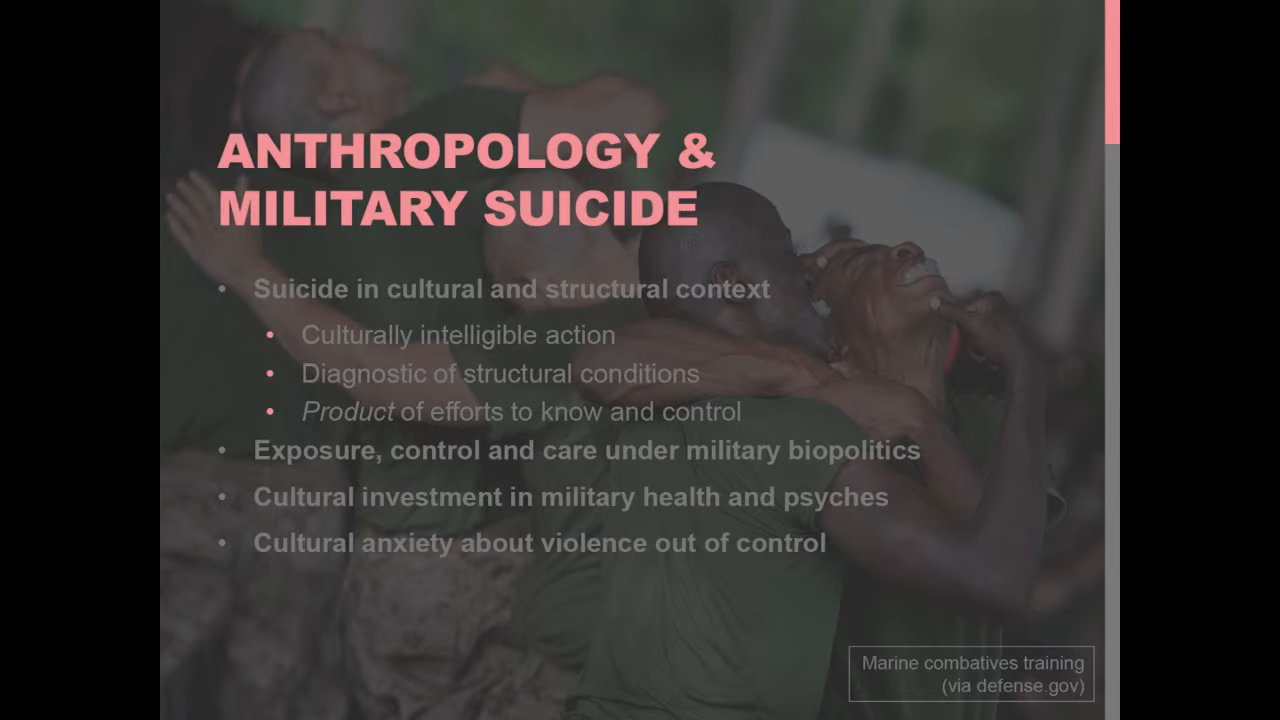 ANTHROPOLOGY &
MILITARY SUICIDE
• Suicide in cultural and structural context
• Culturally intelligible action
• Diagnostic of structural conditions
• Product of efforts to know and control
• Exposure, control and care under military biopolitics
• Cultural investment in military health and psyches
• Cultural anxiety about violence out of control
Marine combatives training
(via defense.gov)